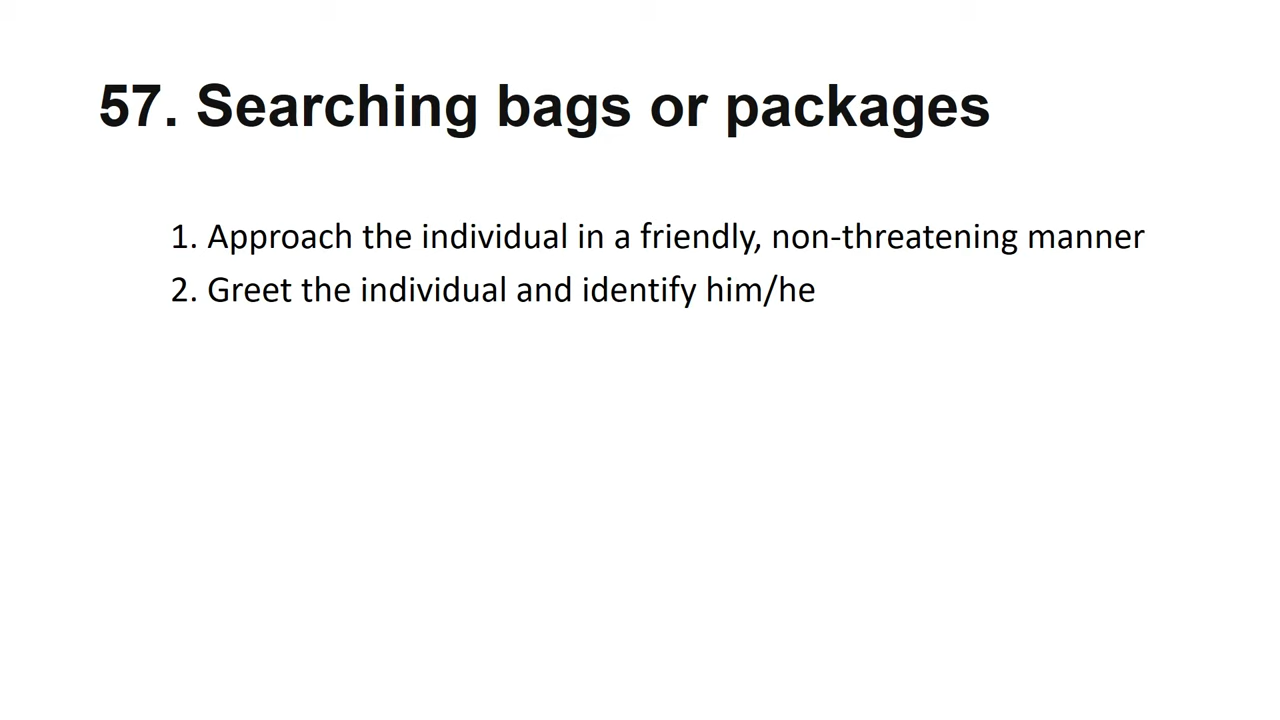 57. Searching bags or packages
1. Approach the individual in a friendly, non-threatening manner
2. Greet the individual and identify him/he